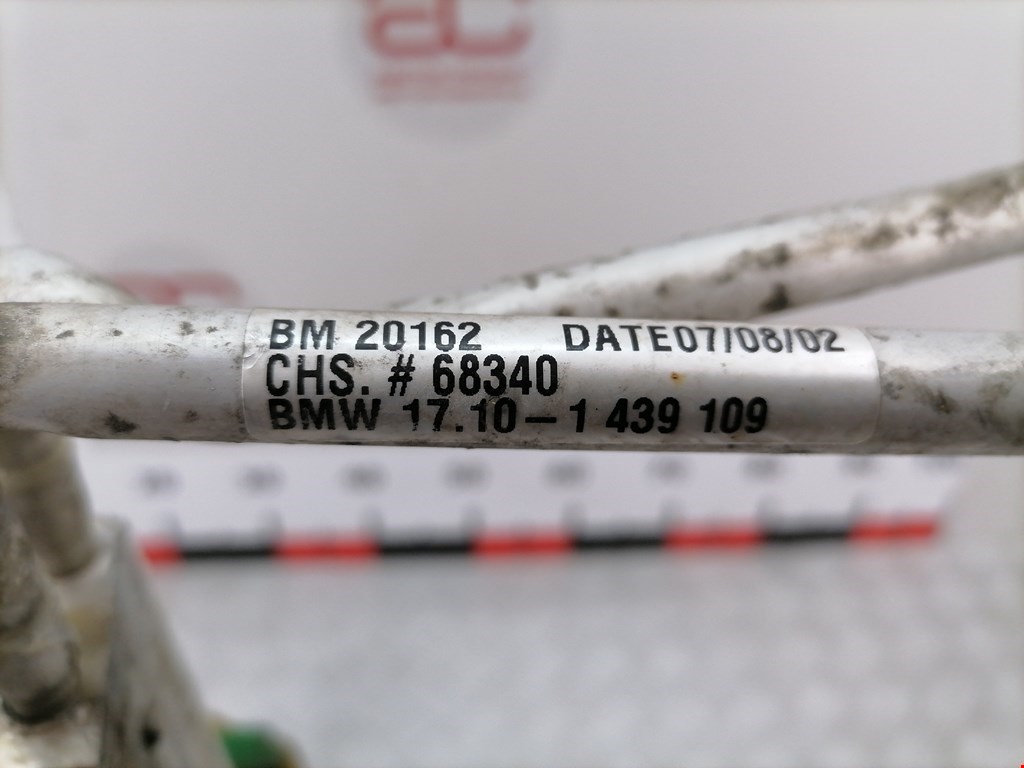 BM 20162 DATE07/08/02
CHS. # 68340
BMW 17.10-1 439 109